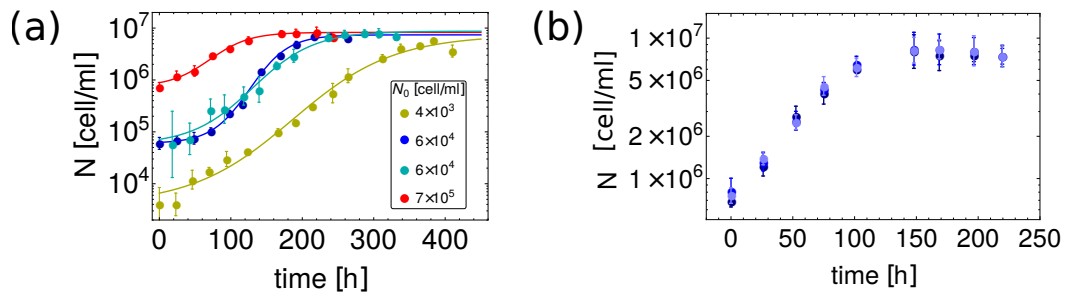 (a)
N [cell/ml]
10⁷
10⁶
10⁵
10⁴
0 100 200 300 400
time [h]
N₀ [cell/ml]
4×10³
6×10⁴
6×10⁴
7×10⁵
(b)
N [cell/ml]
1×10⁷
5×10⁶
2×10⁶
1×10⁶
0 50 100 150 200 250
time [h]